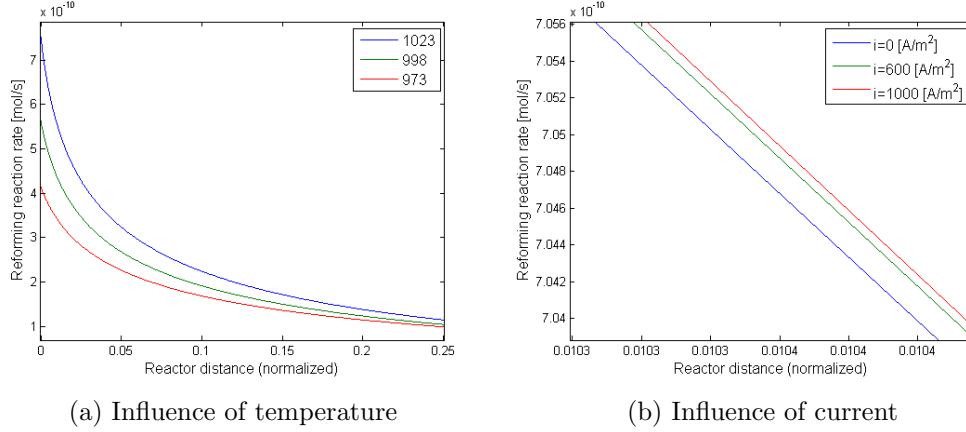 x 10⁻¹⁰
7
6
5
4
3
2
1
0
0.05
0.1
0.15
0.2
0.25
Reforming reaction rate [mol/s]
Reactor distance (normalized)
1023
998
973
(a) Influence of temperature
x 10⁻¹⁰
7.056
7.054
7.052
7.05
7.048
7.046
7.044
7.042
7.04
0.0103
0.0103
0.0103
0.0104
0.0104
0.0104
Reforming reaction rate [mol/s]
Reactor distance (normalized)
i=0 [A/m²]
i=600 [A/m²]
i=1000 [A/m²]
(b) Influence of current